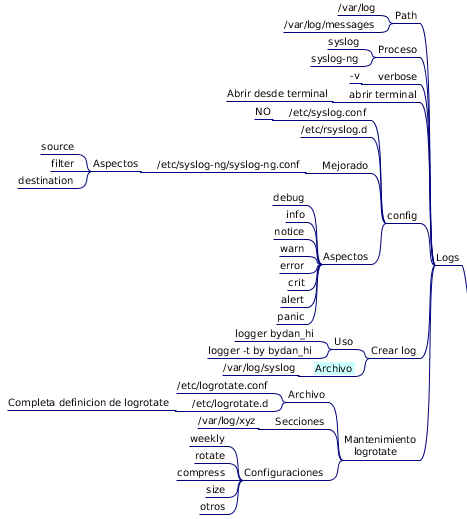 Logs
Path
/var/log
/var/log/messages
Proceso
syslog
syslog-ng
verbose
-v
abrir terminal
Abrir desde terminal
config
/etc/syslog.conf
NO
/etc/rsyslog.d
Mejorado
/etc/syslog-ng/syslog-ng.conf
Aspectos
source
filter
destination
Aspectos
debug
info
notice
warn
error
crit
alert
panic
Crear log
Uso
logger bydan_hi
logger -t by bydan_hi
Archivo
/var/log/syslog
Mantenimiento
logrotate
Archivo
/etc/logrotate.conf
/etc/logrotate.d
Completa definicion de logrotate
Secciones
/var/log/xyz
Configuraciones
weekly
rotate
compress
size
otros